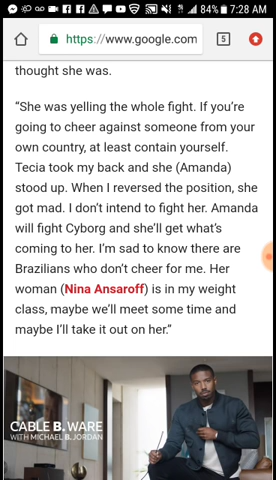 84% 7:28 AM
https://www.google.com
5
thought she was.
“She was yelling the whole fight. If you’re
going to cheer against someone from your
own country, at least contain yourself.
Tecia took my back and she (Amanda)
stood up. When I reversed the position, she
got mad. I don’t intend to fight her. Amanda
will fight Cyborg and she’ll get what’s
coming to her. I’m sad to know there are
Brazilians who don’t cheer for me. Her
woman (Nina Ansaroff) is in my weight
class, maybe we’ll meet some time and
maybe I’ll take it out on her.”
CABLE B. WARE
WITH MICHAEL B. JORDAN